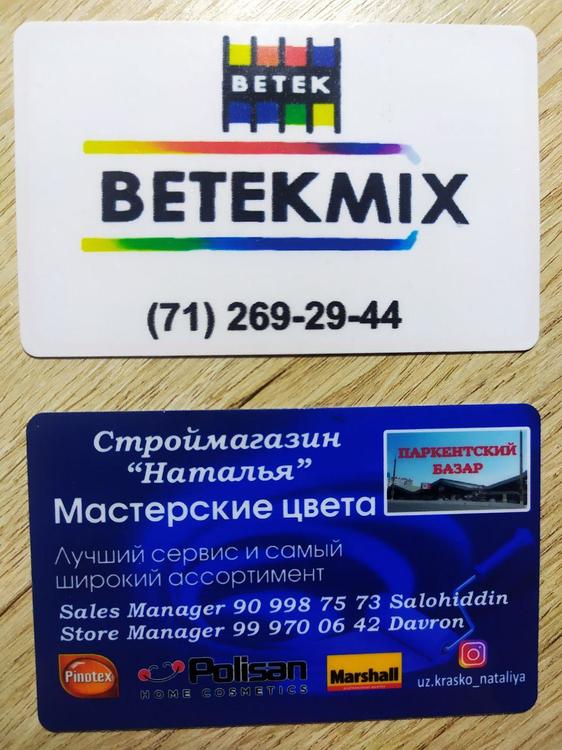 BETEK
BETEKMIX
(71) 269-29-44
Строймагазин
“Наталья”
ПАРКЕНТСКИЙ
БАЗАР
Мастерские цвета
Лучший сервис и самый
широкий ассортимент
Sales Manager 90 998 75 73 Salohiddin
Store Manager 99 970 06 42 Davron
Pinotex
Polisan
HOME COSMETICS
Marshall
uz.krasko_nataliya